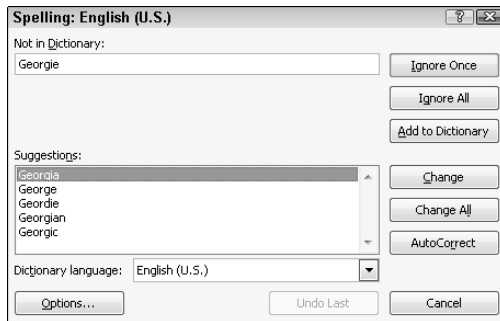 Spelling: English (U.S.)
Not in Dictionary:
Georgie
Ignore Once
Ignore All
Add to Dictionary
Suggestions:
Georgia
George
Geordie
Georgian
Georgic
Change
Change All
AutoCorrect
Dictionary language: English (U.S.)
Options... Undo Last Cancel